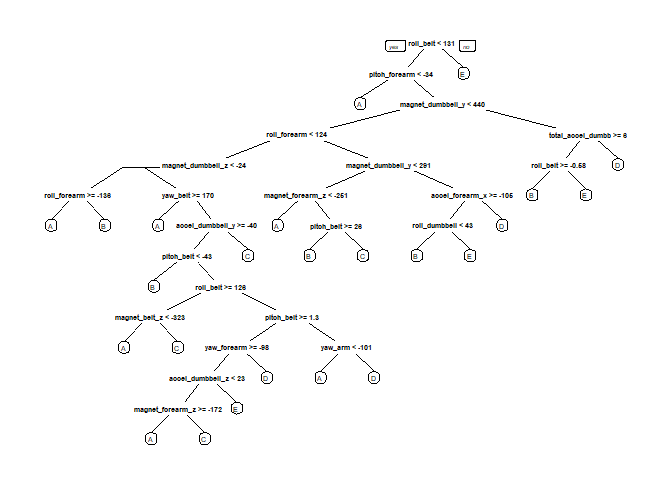 yes roll_belt < 131 no
pitch_forearm < -34 E
A magnet_dumbbell_y < 440
roll_forearm < 124 total_accel_dumbb >= 6
magnet_dumbbell_z < -24 magnet_dumbbell_y < 291 roll_belt >= -0.58 D
roll_forearm >= -136 yaw_belt >= 170 magnet_forearm_z < -251 accel_forearm_x >= -105 B E
A B A accel_dumbbell_y >= -40 A pitch_belt >= 26 roll_dumbbell < 43 D
pitch_belt < -43 C B C B E
B roll_belt >= 126
magnet_belt_z < -323 pitch_belt >= 1.3
A C yaw_forearm >= -98 yaw_arm < -101
accel_dumbbell_z < 23 D A D
magnet_forearm_z >= -172 E
A C